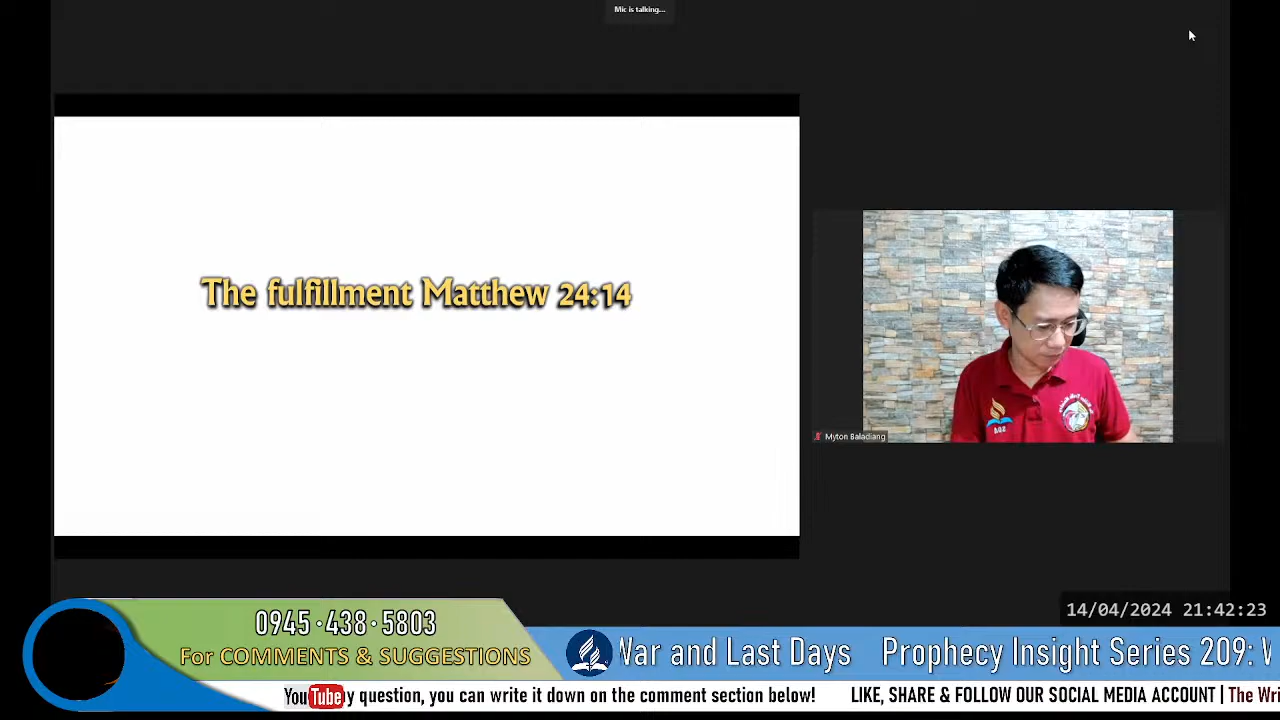 Mic is talking...
The fulfillment Matthew 24:14
Myton Baladiang
14/04/2024 21:42:23
0945·438·5803
For COMMENTS & SUGGESTIONS
War and Last Days Prophecy Insight Series 209:
YouTube y question, you can write it down on the comment section below! LIKE, SHARE & FOLLOW OUR SOCIAL MEDIA ACCOUNT | The Wri